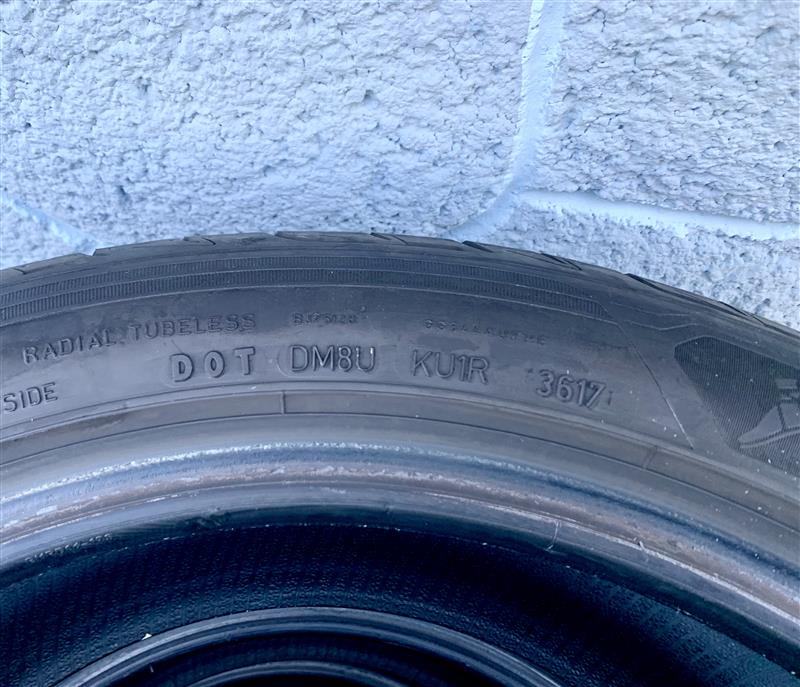 RADIAL TUBELESS
DOT DM8U KU1R 3617
SIDE